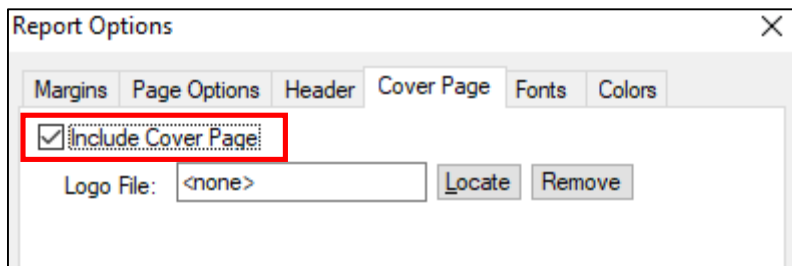 Report Options
Margins Page Options Header Cover Page Fonts Colors
Include Cover Page
Logo File: <none> Locate Remove